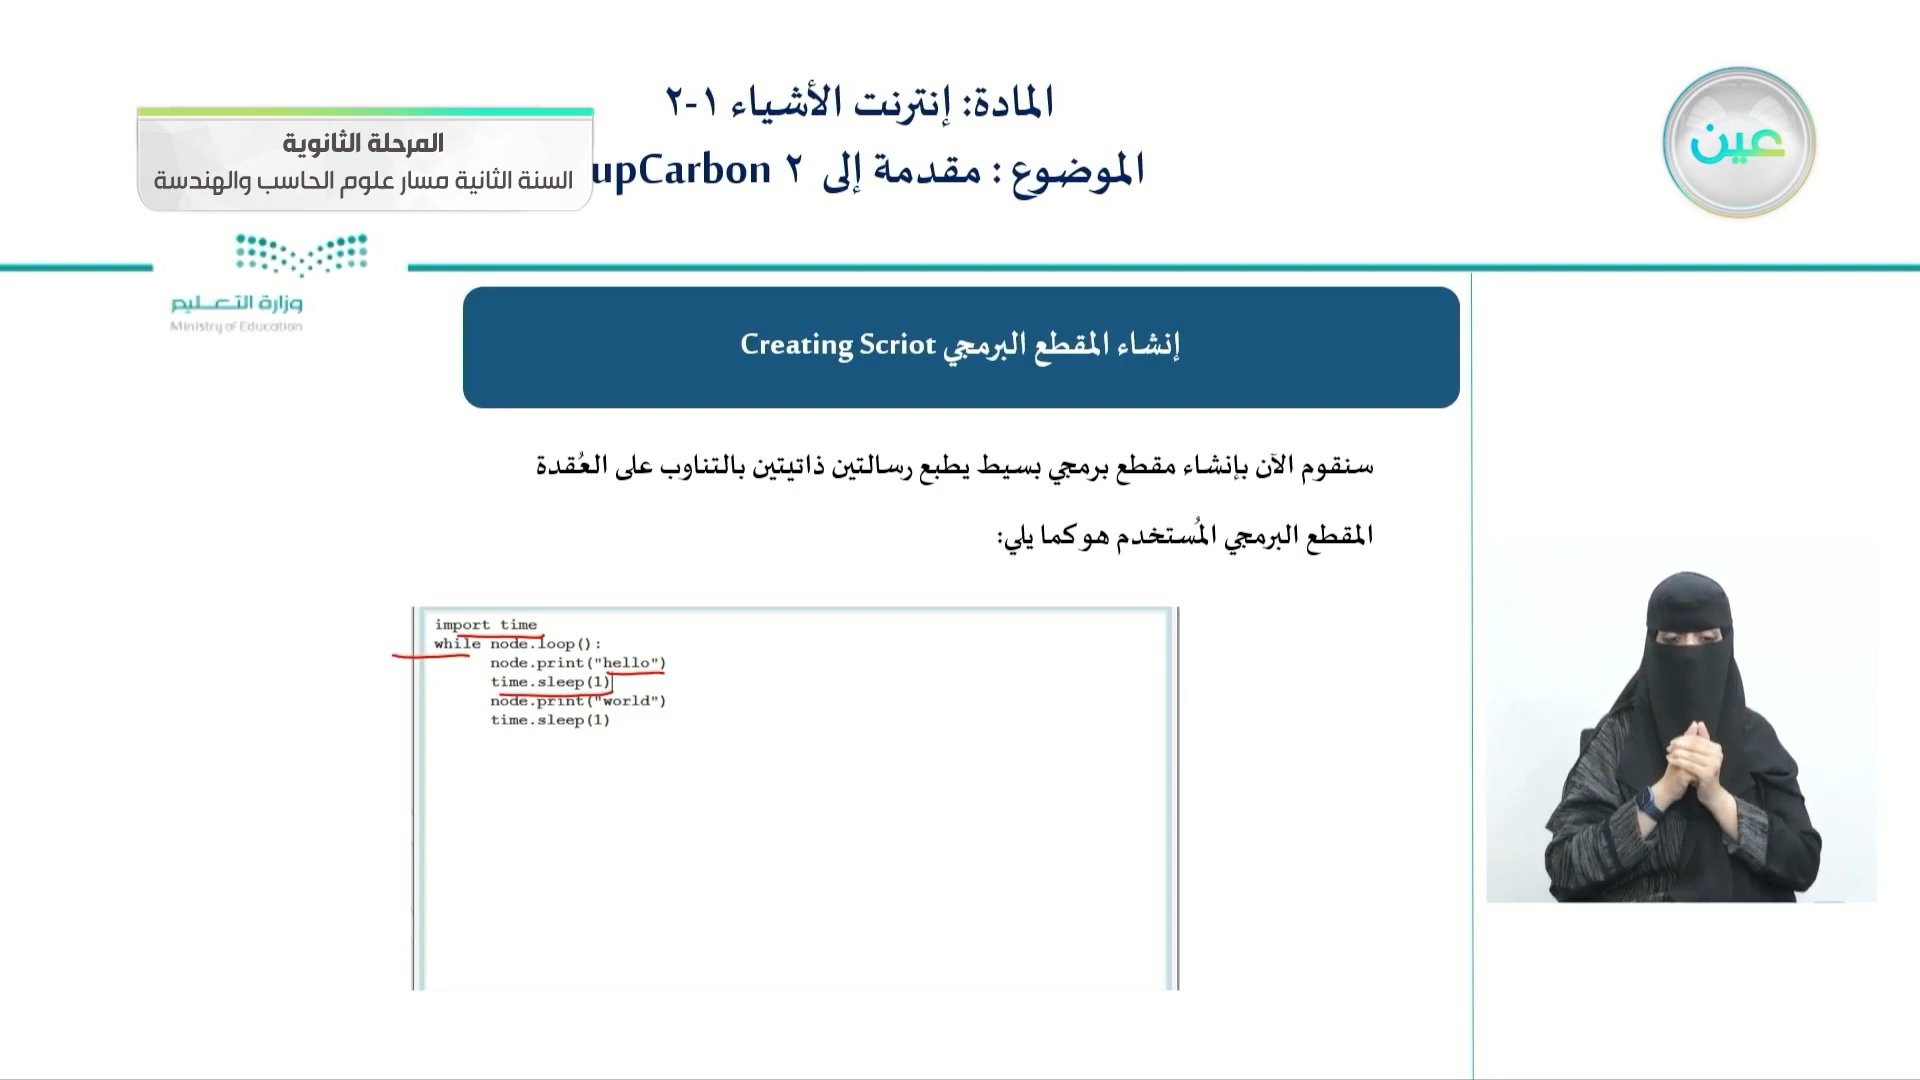 المادة: إنترنت الأشياء ١-٢
الموضوع : مقدمة إلى upCarbon ٢
المرحلة الثانوية
السنة الثانية مسار علوم الحاسب والهندسة
عين
وزارة التعليم
Ministry of Education
إنشاء المقطع البرمجي Creating Scriot
سنقوم الآن بإنشاء مقطع برمجي بسيط يطبع رسالتين ذاتيتين بالتناوب على العُقدة
المقطع البرمجي المُستخدم هو كما يلي:
import time
while node.loop():
node.print("hello")
time.sleep(1)
node.print("world")
time.sleep(1)